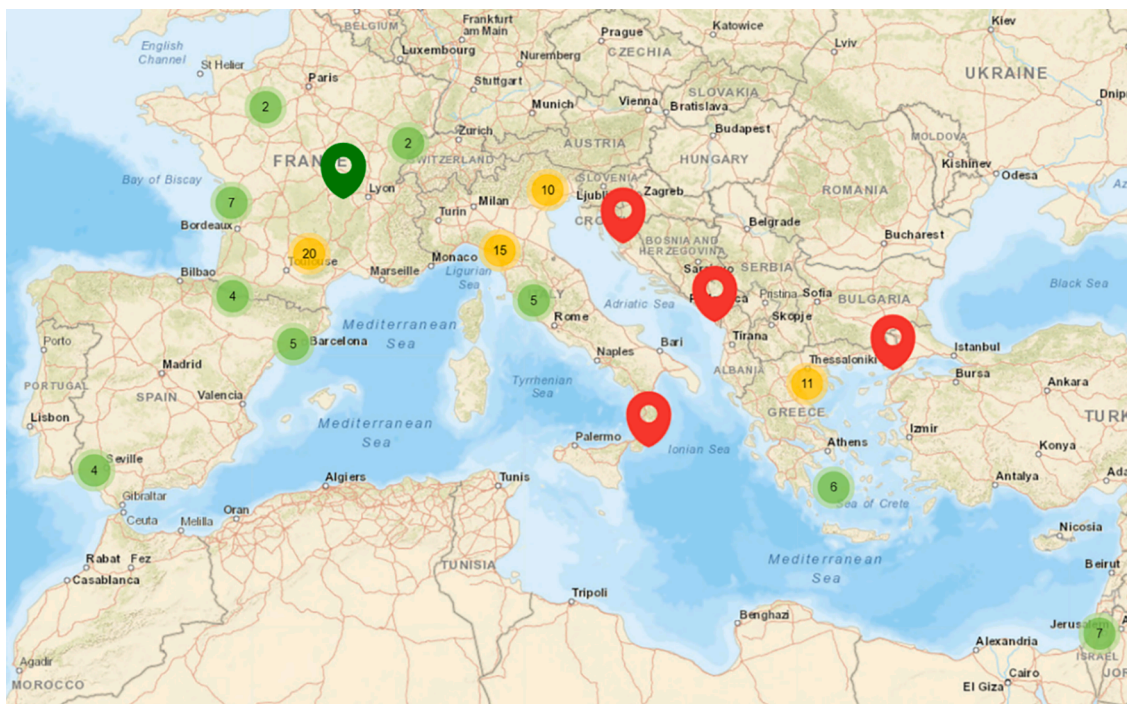 BELGIUM
Frankfurt
am Main
Prague
Katowice
Kiev
English
Channel
St Helier
Luxembourg
Nuremberg
CZECHIA
Lviv
UKRAINE
Paris
Stuttgart
SLOVAKIA
Dnip
2
Munich
Vienna
Bratislava
2
Zurich
AUSTRIA
Budapest
MOLDOVA
FRANCE
HUNGARY
Kishinev
Bay of Biscay
Lyon
10
SLOVENIA
Zagreb
ROMANIA
Odesa
7
Milan
Turin
Bordeaux
Belgrade
Bucharest
20
15
BOSNIA AND
HERZEGOVINA
Monaco
Ligurian
Sea
Bilbao
Marseille
SERBIA
Black Sea
4
5
Adriatic Sea
Pristina
Sofia
BULGARIA
Rome
Skopje
Mediterranean
Sea
Porto
5
Barcelona
Tirana
Bari
Istanbul
Naples
Thessaloniki
Madrid
ALBANIA
Bursa
PORTUGAL
SPAIN
Valencia
Tyrrhenian
Sea
11
Ankara
GREECE
TURK
Lisbon
Mediterranean
Sea
Palermo
Ionian Sea
Athens
Izmir
Konya
4
Seville
Antalya
Ada
Algiers
Tunis
6
Sea of Crete
Gibraltar
Ceuta
Oran
Melilla
Nicosia
Rabat
Fez
Mediterranean
Sea
TUNISIA
Beirut
Casablanca
Tripoli
Benghazi
Jerusalem
7
Alexandria
ISRAEL
Agadir
Cairo
JOR
MOROCCO
El Giza